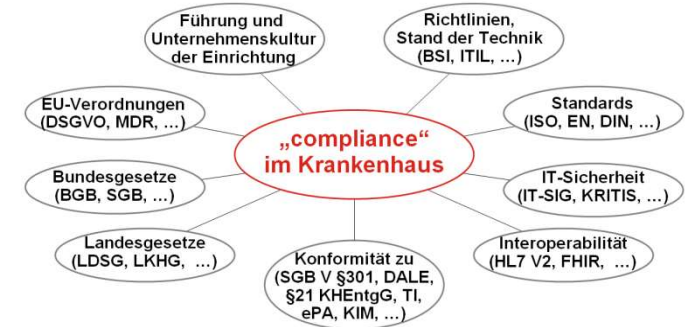 Führung und
Unternehmenskultur
der Einrichtung
Richtlinien,
Stand der Technik
(BSI, ITIL, …)
EU-Verordnungen
(DSGVO, MDR, …)
„compliance“
im Krankenhaus
Standards
(ISO, EN, DIN, …)
Bundesgesetze
(BGB, SGB, …)
IT-Sicherheit
(IT-SIG, KRITIS, …)
Landesgesetze
(LDSG, LKHG, …)
Konformität zu
(SGB V §301, DALE,
§21 KHEntgG, TI,
ePA, KIM, …)
Interoperabilität
(HL7 V2, FHIR, …)